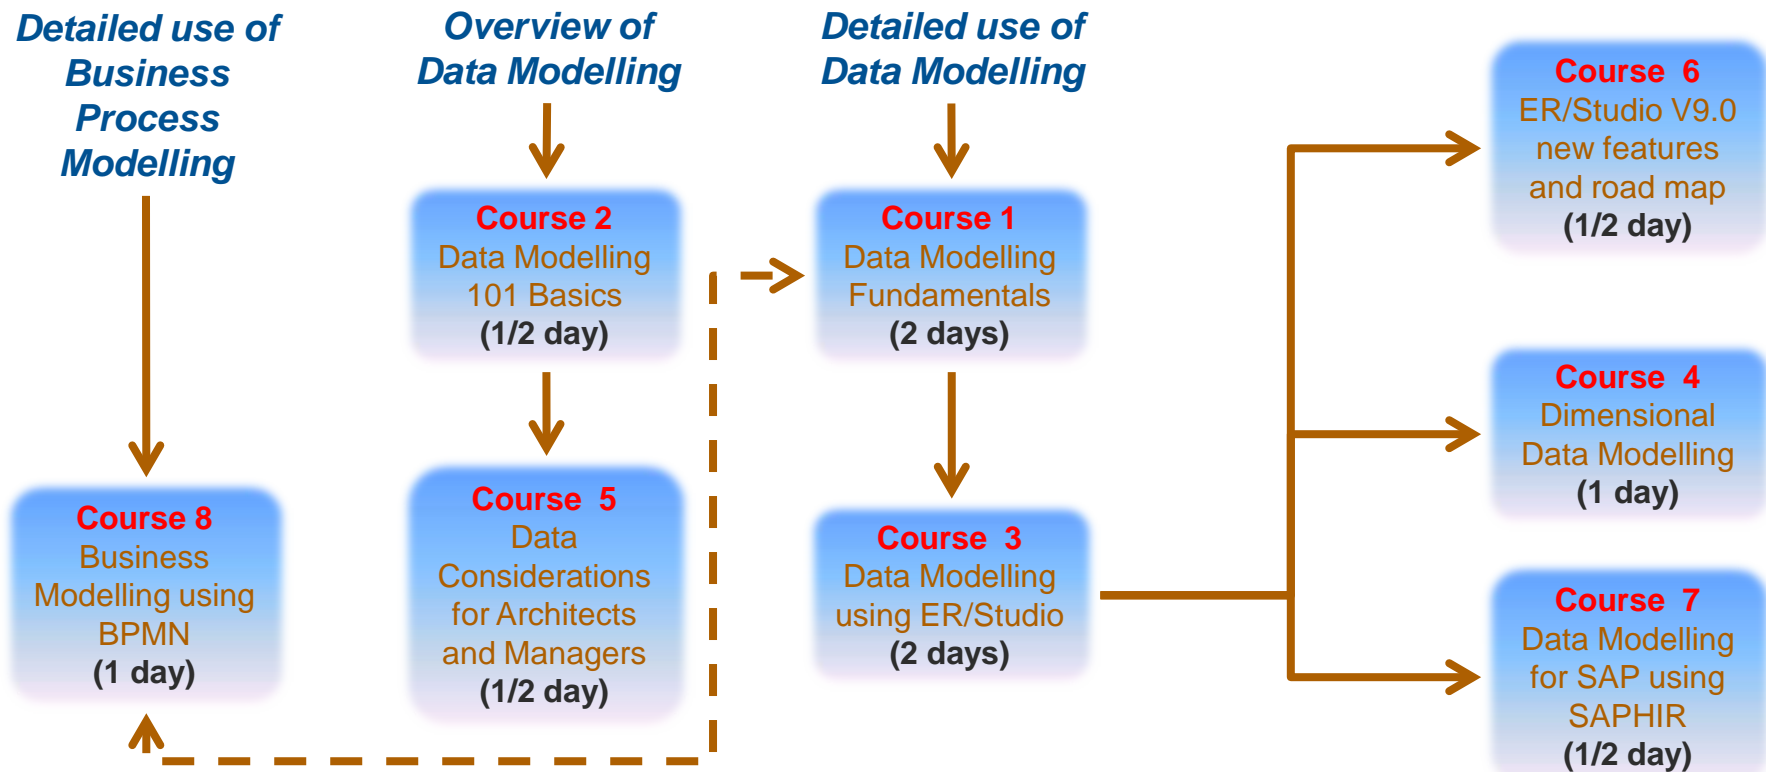 Detailed use of
Business
Process
Modelling
Overview of
Data Modelling
Detailed use of
Data Modelling
Course 6
ER/Studio V9.0
new features
and road map
(1/2 day)
Course 2
Data Modelling
101 Basics
(1/2 day)
Course 1
Data Modelling
Fundamentals
(2 days)
Course 4
Dimensional
Data Modelling
(1 day)
Course 8
Business
Modelling using
BPMN
(1 day)
Course 5
Data
Considerations
for Architects
and Managers
(1/2 day)
Course 3
Data Modelling
using ER/Studio
(2 days)
Course 7
Data Modelling
for SAP using
SAPHIR
(1/2 day)